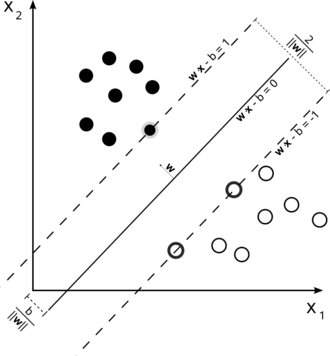 X₂
w x - b = 1
2
||w||
w x - b = 0
w x - b = -1
w
b
||w||
X₁